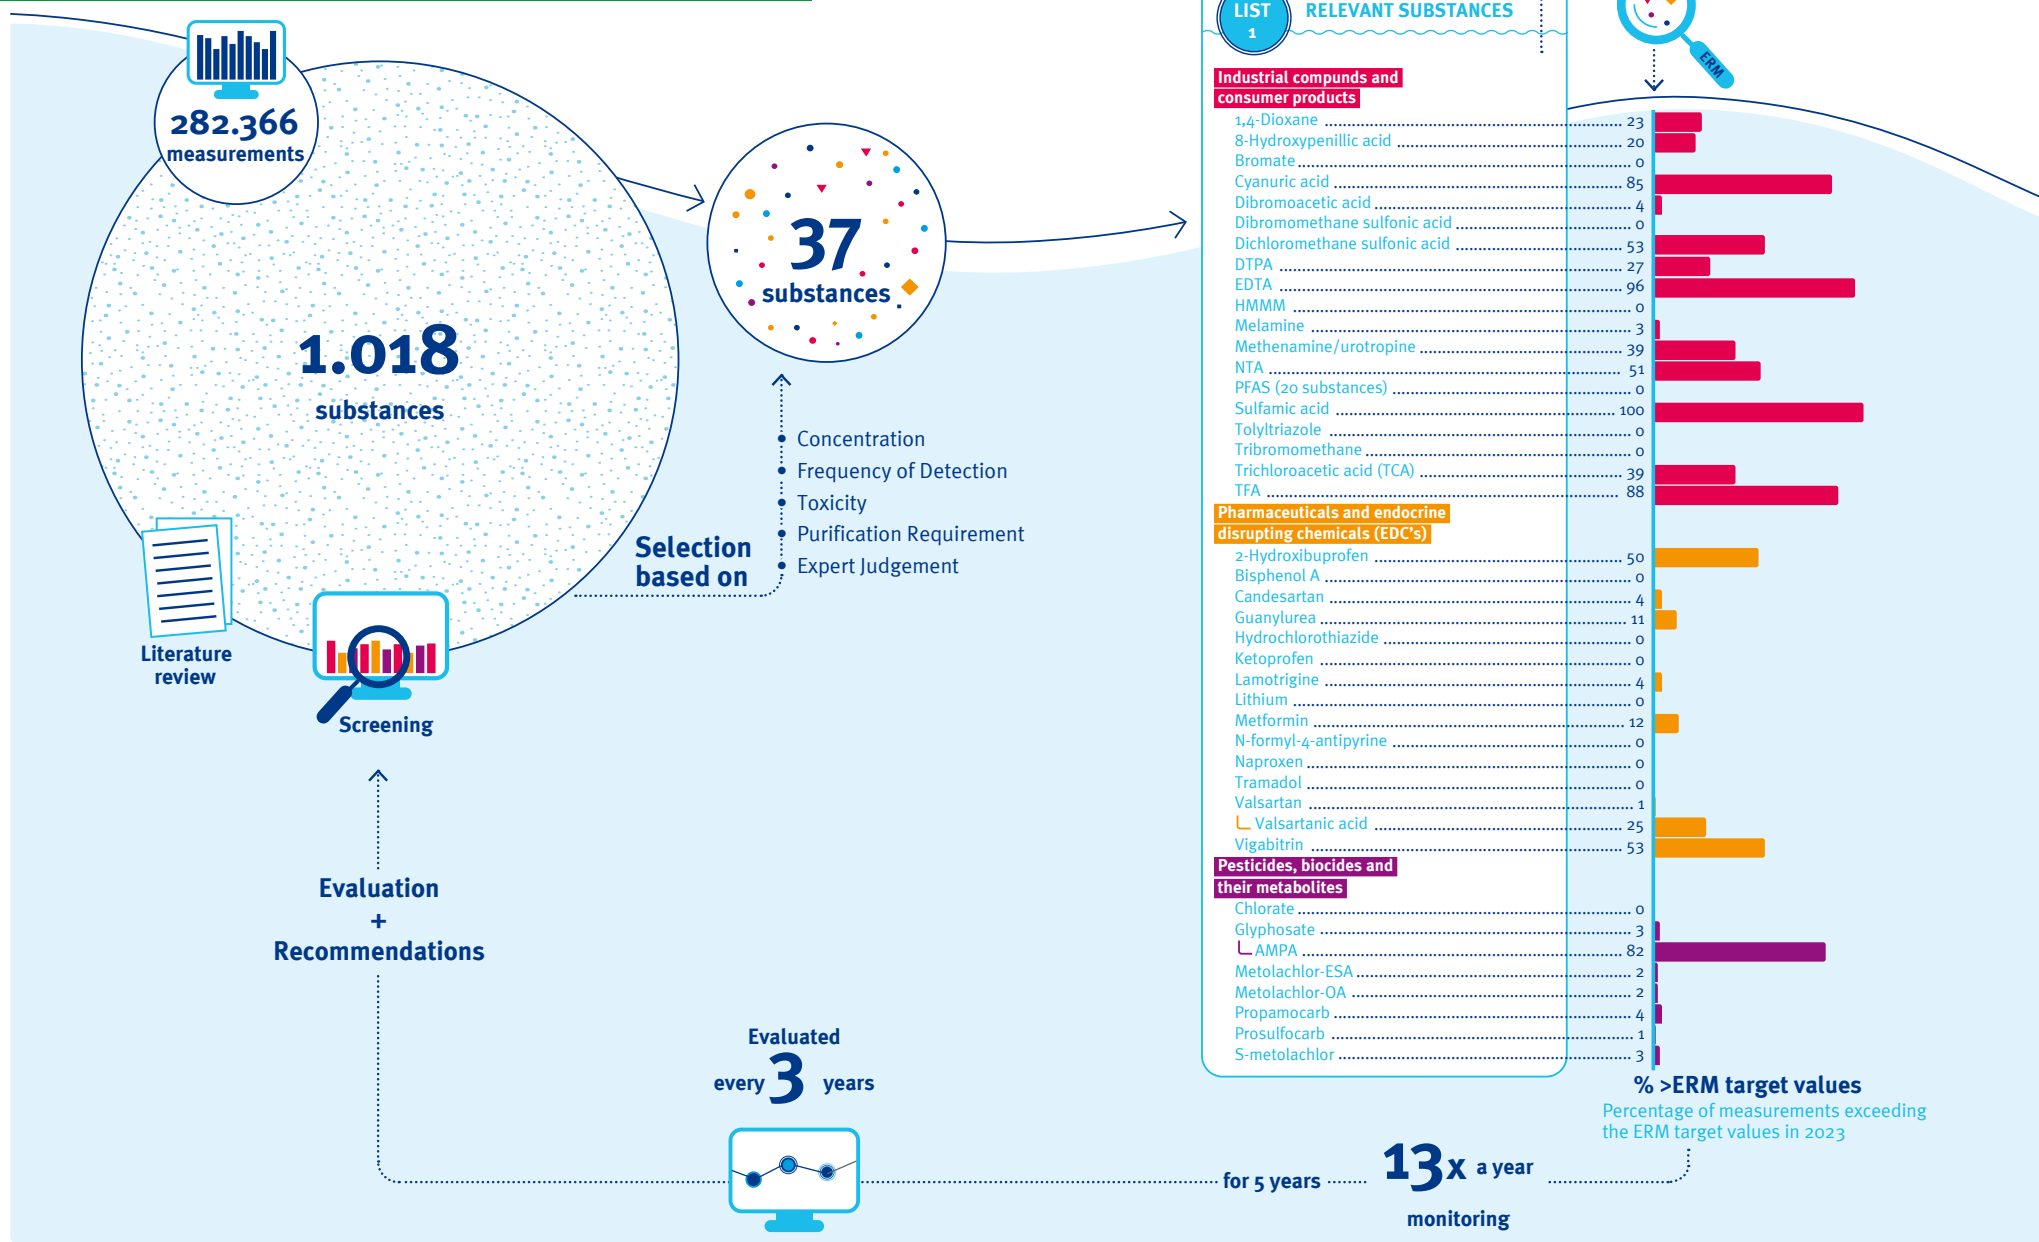 282.366
measurements
1.018
substances
37
substances
Selection
based on
Concentration
Frequency of Detection
Toxicity
Purification Requirement
Expert Judgement
Literature
review
Screening
Evaluation
+
Recommendations
Evaluated
every 3 years
for 5 years
13x a year
monitoring
LIST
1
RELEVANT SUBSTANCES
ERM
Industrial compunds and
consumer products
1,4-Dioxane 23
8-Hydroxypenillic acid 20
Bromate 0
Cyanuric acid 85
Dibromoacetic acid 4
Dibromomethane sulfonic acid 0
Dichloromethane sulfonic acid 53
DTPA 27
EDTA 96
HMMM 0
Melamine 3
Methenamine/urotropine 39
NTA 51
PFAS (20 substances) 0
Sulfamic acid 100
Tolyltriazole 0
Tribromomethane 0
Trichloroacetic acid (TCA) 39
TFA 88
Pharmaceuticals and endocrine
disrupting chemicals (EDC's)
2-Hydroxibuprofen 50
Bisphenol A 0
Candesartan 4
Guanylurea 11
Hydrochlorothiazide 0
Ketoprofen 0
Lamotrigine 4
Lithium 0
Metformin 12
N-formyl-4-antipyrine 0
Naproxen 0
Tramadol 0
Valsartan 1
Valsartanic acid 25
Vigabitrin 53
Pesticides, biocides and
their metabolites
Chlorate 0
Glyphosate 3
AMPA 82
Metolachlor-ESA 2
Metolachlor-OA 2
Propamocarb 4
Prosulfocarb 1
S-metolachlor 3
% >ERM target values
Percentage of measurements exceeding
the ERM target values in 2023